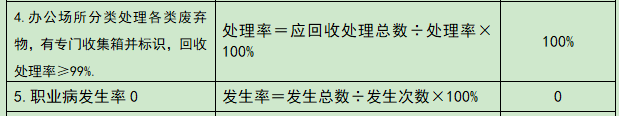 4.办公场所分类处理各类废弃
物，有专门收集箱并标识，回收
处理率≥99%.
处理率＝应回收处理总数÷处理率×
100%
100%
5.职业病发生率 0
发生率＝发生总数÷发生次数×100%
0